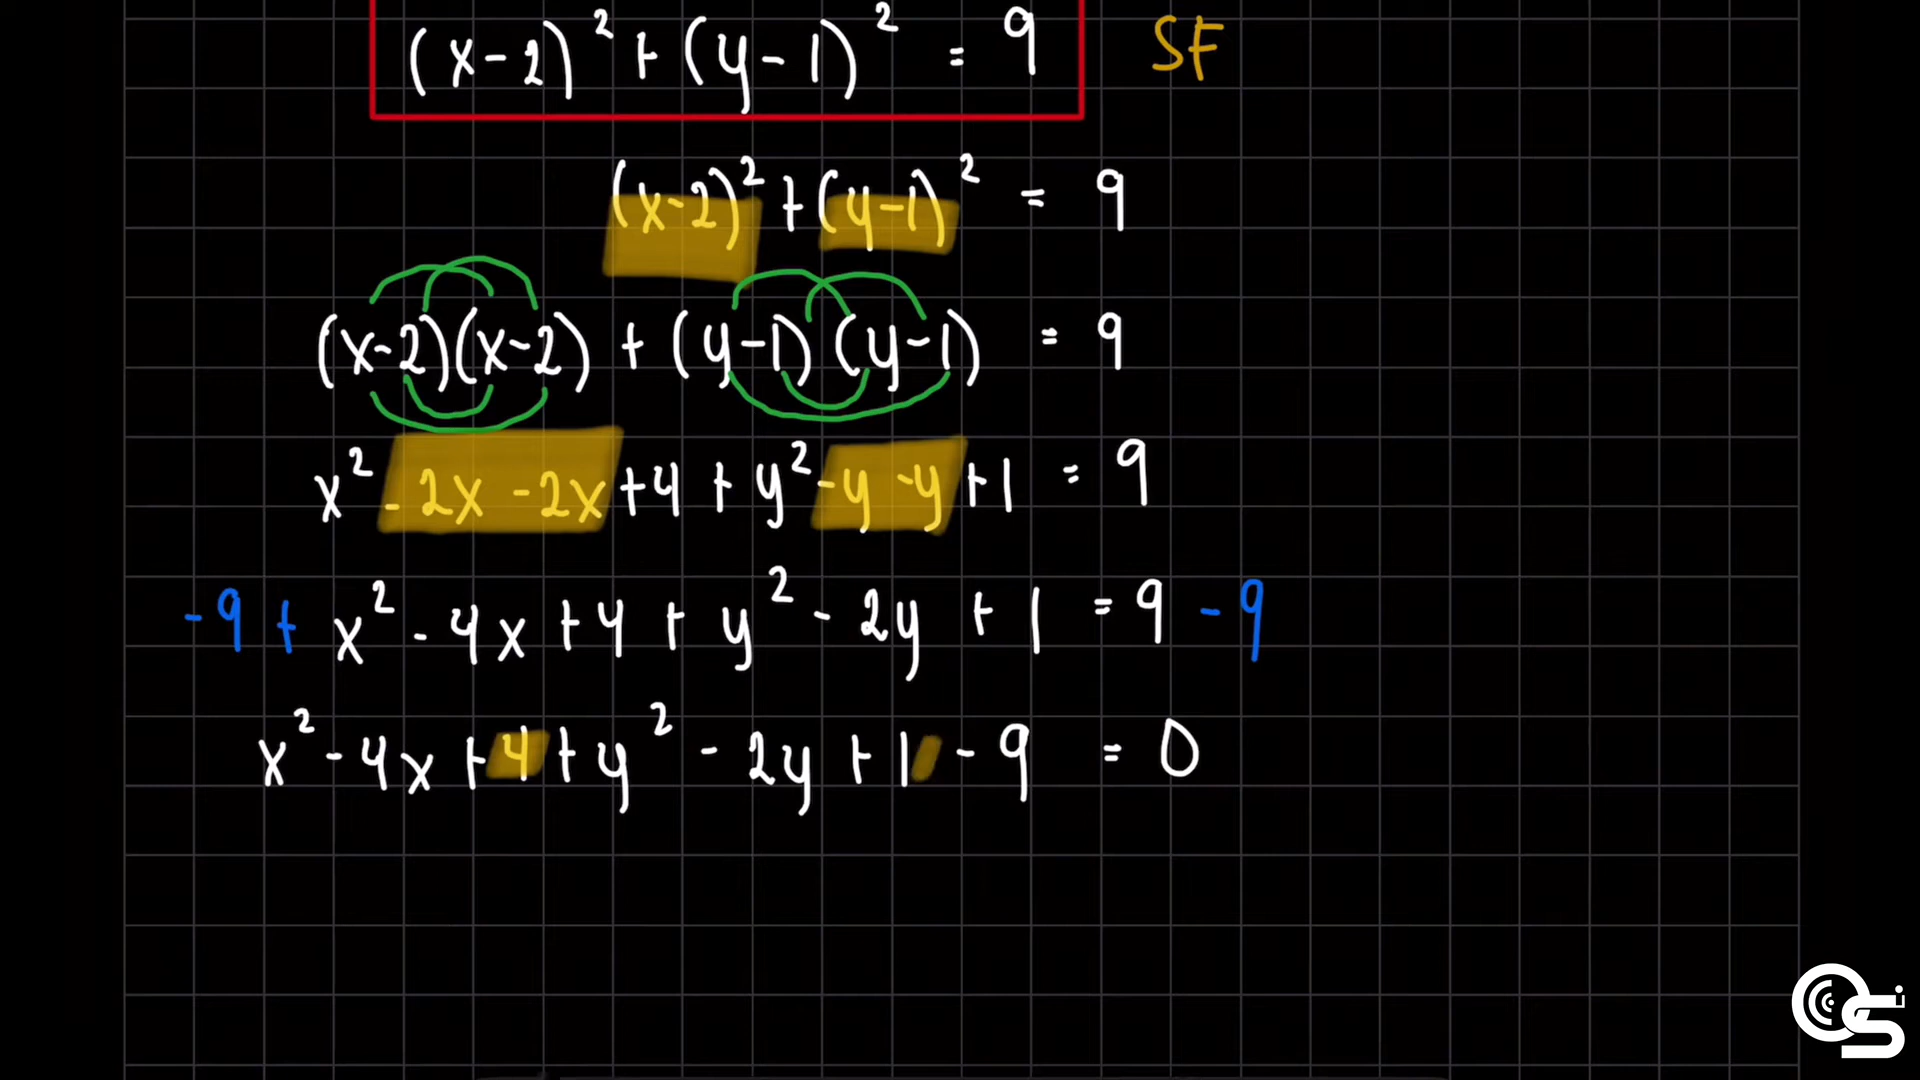 (x-2)² + (y-1)² = 9 SF
(x-2)² + (y-1)² = 9
(x-2)(x-2) + (y-1)(y-1) = 9
x² - 2x - 2x + 4 + y² - y - y + 1 = 9
-9 + x² - 4x + 4 + y² - 2y + 1 = 9 - 9
x² - 4x + 4 + y² - 2y + 1 - 9 = 0